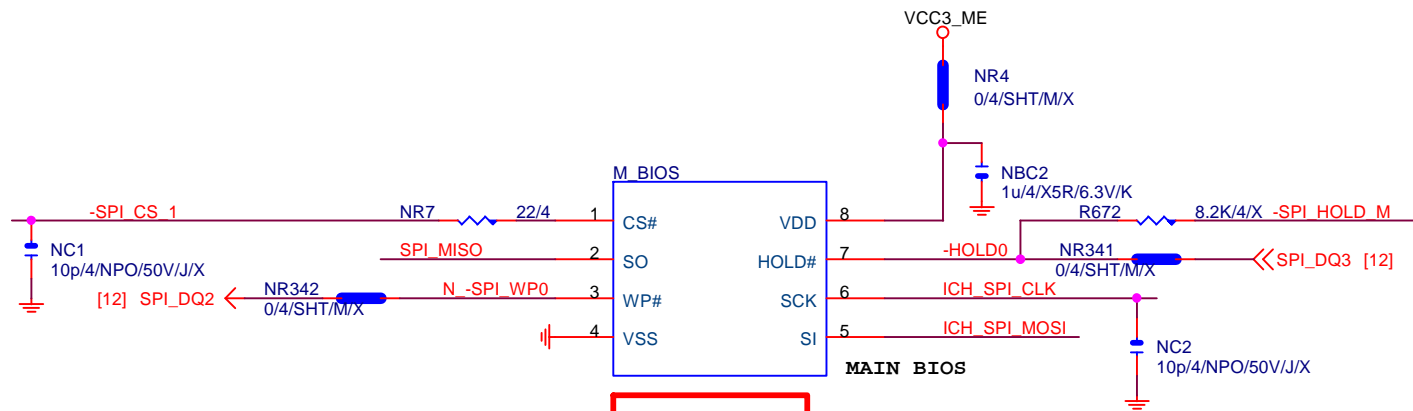 VCC3_ME
NR4
0/4/SHT/M/X
M_BIOS
NBC2
1u/4/X5R/6.3V/K
-SPI_CS_1
NR7
22/4
1
CS#
VDD
8
R672
8.2K/4/X
-SPI_HOLD_M
NC1
10p/4/NPO/50V/J/X
SPI_MISO
2
SO
HOLD#
7
-HOLD0
NR341
0/4/SHT/M/X
SPI_DQ3 [12]
[12] SPI_DQ2
NR342
0/4/SHT/M/X
N_-SPI_WP0
3
WP#
SCK
6
ICH_SPI_CLK
4
VSS
SI
5
ICH_SPI_MOSI
NC2
10p/4/NPO/50V/J/X
MAIN BIOS